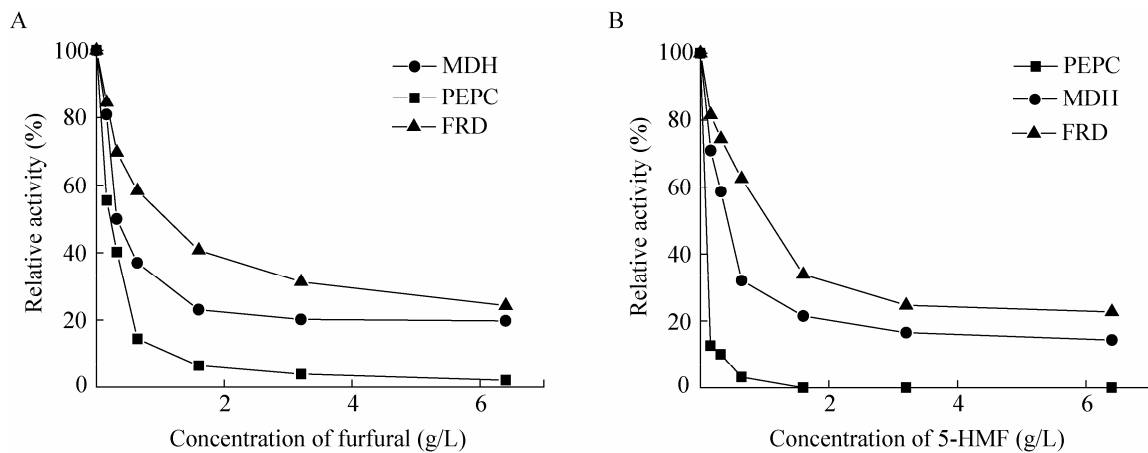 A
Relative activity (%)
100
80
60
40
20
0
2
4
6
MDH
PEPC
FRD
Concentration of furfural (g/L)
B
Relative activity (%)
100
80
60
40
20
0
2
4
6
PEPC
MDII
FRD
Concentration of 5-HMF (g/L)